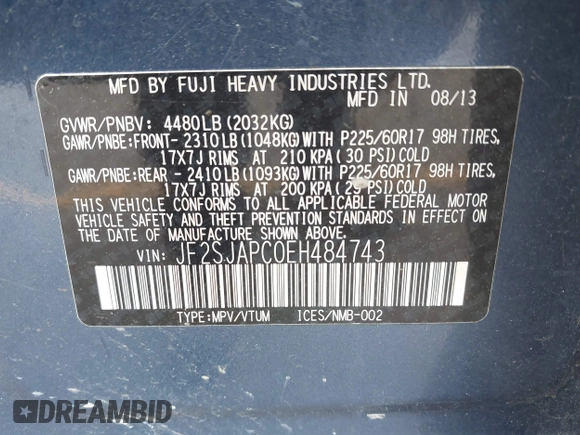 MFD BY FUJI HEAVY INDUSTRIES LTD.
MFD IN 08/13
GVWR/PNBV: 4480LB (2032KG)
GAWR/PNBE:FRONT- 2310LB (1048KG) WITH P225/60R17 98H TIRES,
17X7J RIMS AT 210 KPA (30 PSI) COLD
GAWR/PNBE:REAR - 2410LB (1093KG) WITH P225/60R17 98H TIRES,
17X7J RIMS AT 200 KPA (29 PSI) COLD
THIS VEHICLE CONFORMS TO ALL APPLICABLE FEDERAL MOTOR
VEHICLE SAFETY AND THEFT PREVENTION STANDARDS IN EFFECT ON
THE DATE OF MANUFACTURE SHOWN ABOVE.
VIN: JF2SJAPC0EH484743
TYPE:MPV/VTUM ICES/NMB-002
DREAMBID